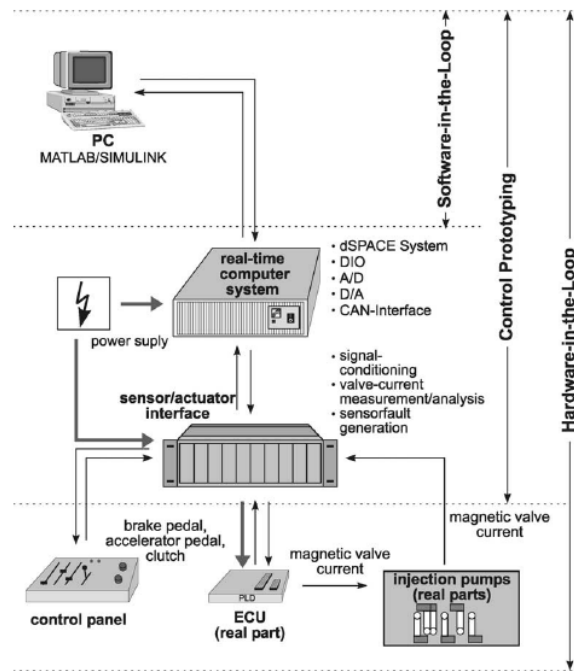 PC
MATLAB/SIMULINK
Software-in-the-Loop
Control Prototyping
Hardware-in-the-Loop
real-time
computer
system
· dSPACE System
· DIO
· A/D
· D/A
· CAN-Interface
power suply
sensor/actuator
interface
· signal-
conditioning
· valve-current
measurement/analysis
· sensorfault
generation
brake pedal,
accelerator pedal,
clutch
magnetic valve
current
magnetic valve
current
control panel
PLD
ECU
(real part)
injection pumps
(real parts)